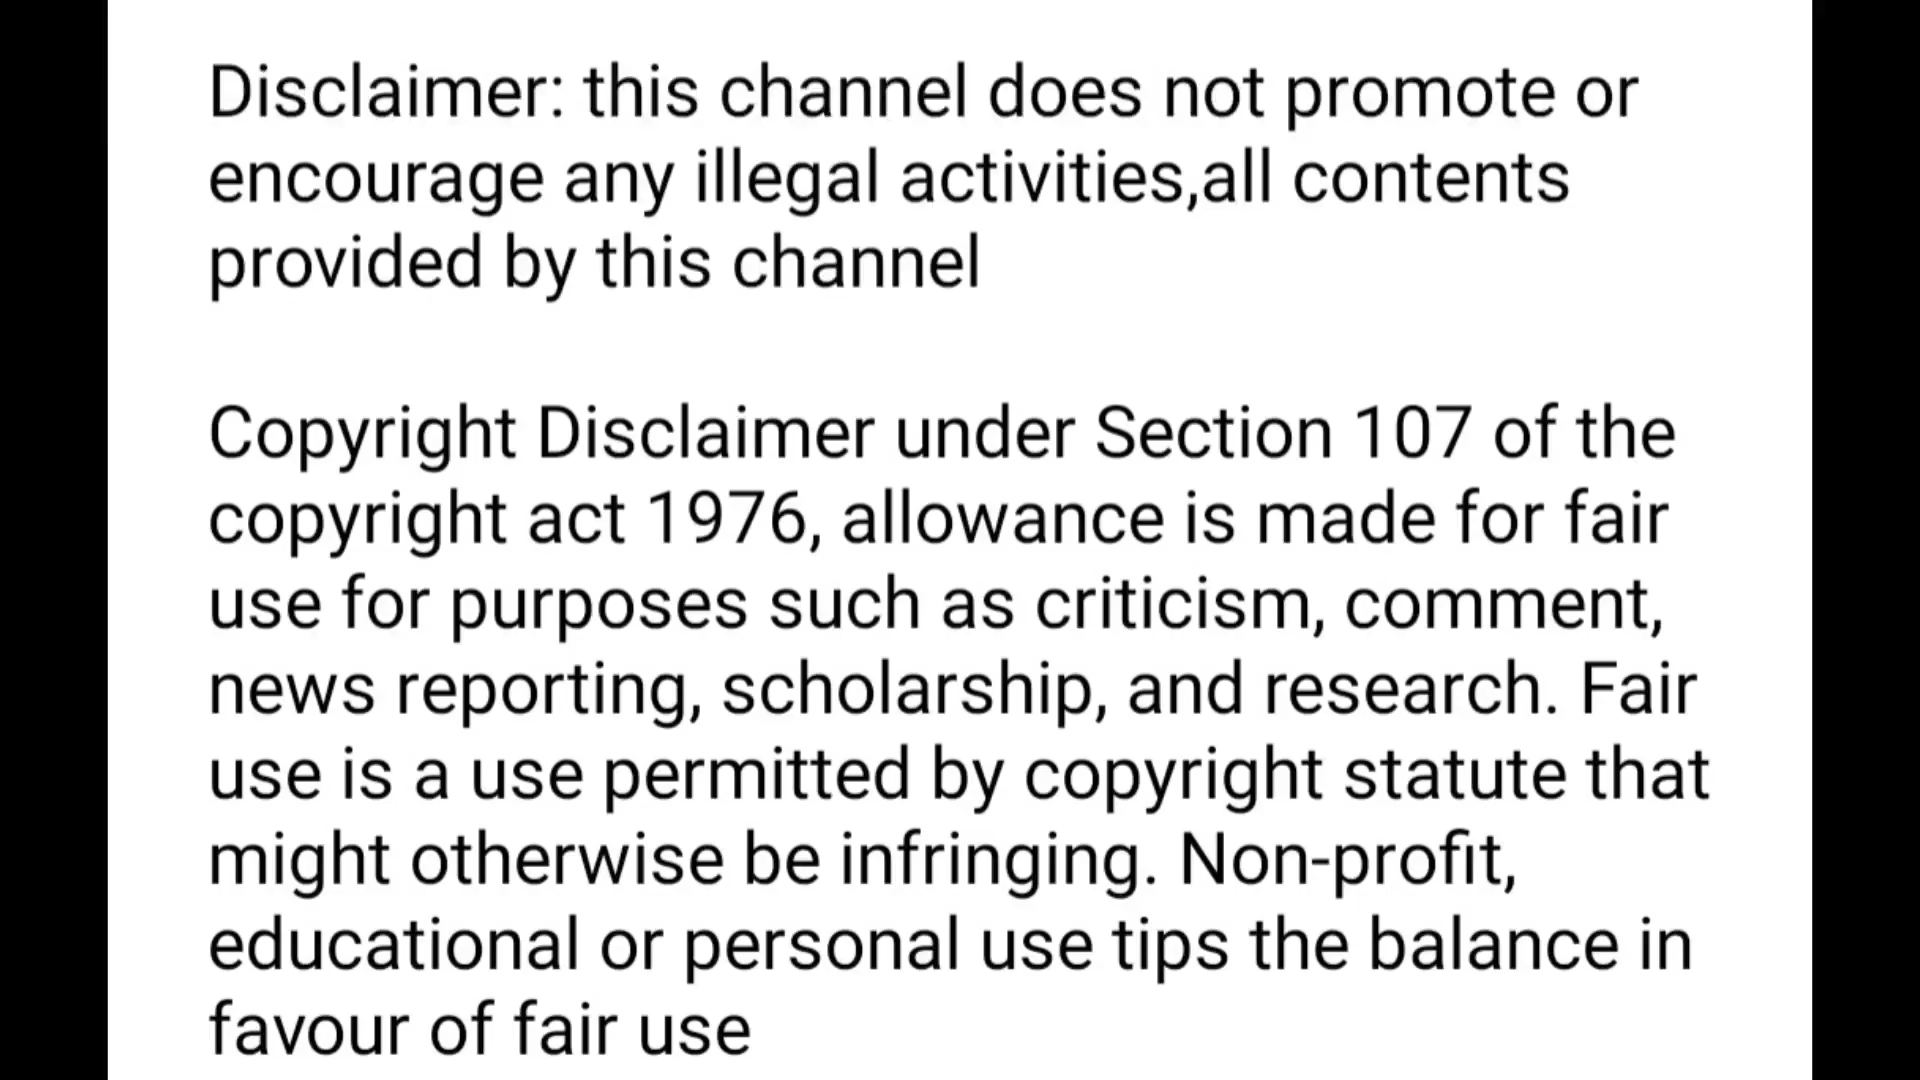 Disclaimer: this channel does not promote or
encourage any illegal activities,all contents
provided by this channel
Copyright Disclaimer under Section 107 of the
copyright act 1976, allowance is made for fair
use for purposes such as criticism, comment,
news reporting, scholarship, and research. Fair
use is a use permitted by copyright statute that
might otherwise be infringing. Non-profit,
educational or personal use tips the balance in
favour of fair use